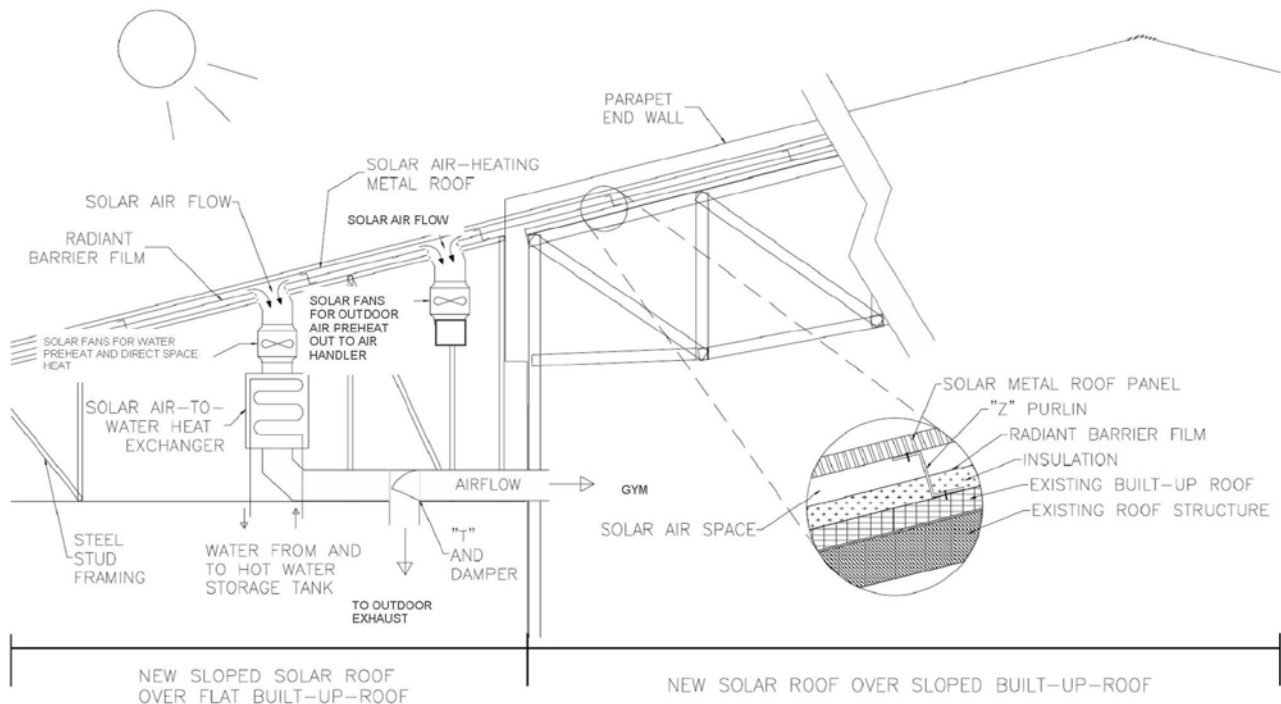 PARAPET
END WALL
SOLAR AIR-HEATING
METAL ROOF
SOLAR AIR FLOW
SOLAR AIR FLOW
RADIANT
BARRIER FILM
SOLAR FANS
FOR OUTDOOR
AIR PREHEAT
OUT TO AIR
HANDLER
SOLAR FANS FOR WATER
PREHEAT AND DIRECT SPACE
HEAT
SOLAR AIR-TO-
WATER HEAT
EXCHANGER
SOLAR METAL ROOF PANEL
"Z" PURLIN
RADIANT BARRIER FILM
INSULATION
EXISTING BUILT-UP ROOF
EXISTING ROOF STRUCTURE
SOLAR AIR SPACE
AIRFLOW
GYM
STEEL
STUD
FRAMING
WATER FROM AND
TO HOT WATER
STORAGE TANK
"T"
AND
DAMPER
TO OUTDOOR
EXHAUST
NEW SLOPED SOLAR ROOF
OVER FLAT BUILT-UP-ROOF
NEW SOLAR ROOF OVER SLOPED BUILT-UP-ROOF